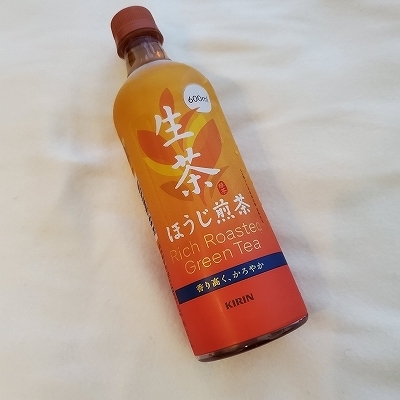 600ml
生茶
ほうじ煎茶
Rich Roasted
Green Tea
香り高く、かろやか
KIRIN